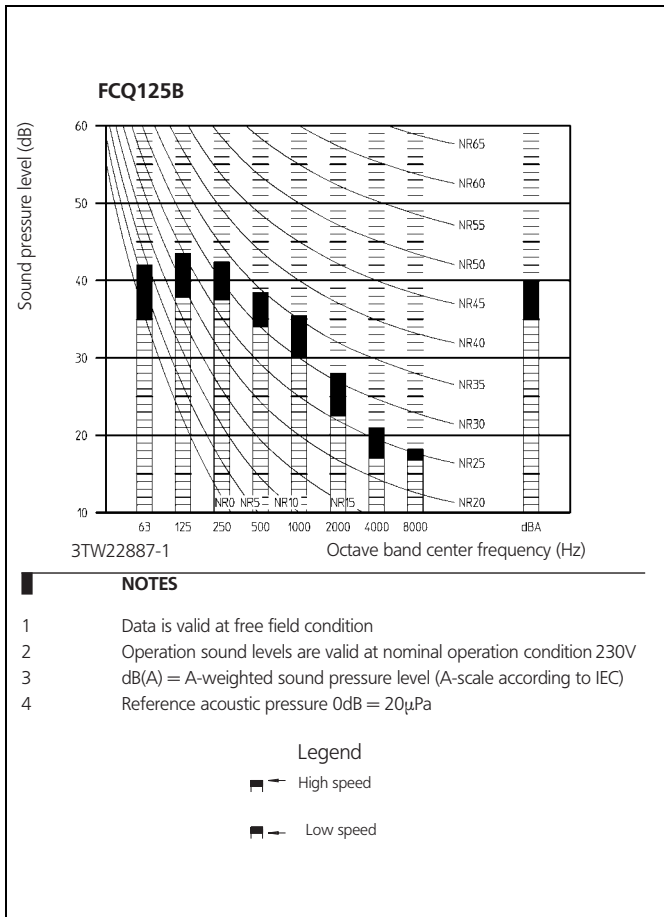 FCQ125B
Sound pressure level (dB)
60
50
40
30
20
10
NR65
NR60
NR55
NR50
NR45
NR40
NR35
NR30
NR25
NR20
NR0 NR5 NR10 NR15
63 125 250 500 1000 2000 4000 8000 dBA
3TW22887-1 Octave band center frequency (Hz)
NOTES
1 Data is valid at free field condition
2 Operation sound levels are valid at nominal operation condition 230V
3 dB(A) = A-weighted sound pressure level (A-scale according to IEC)
4 Reference acoustic pressure 0dB = 20µPa
Legend
High speed
Low speed